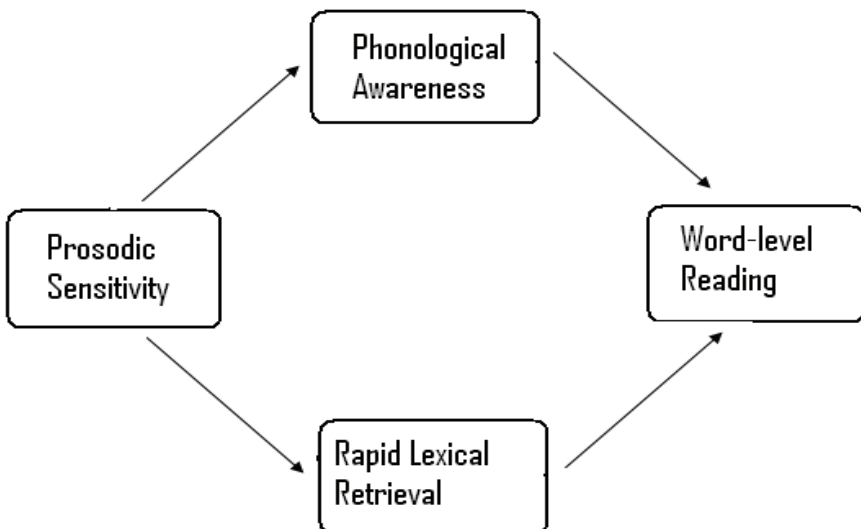 Phonological
Awareness
Prosodic
Sensitivity
Word-level
Reading
Rapid Lexical
Retrieval